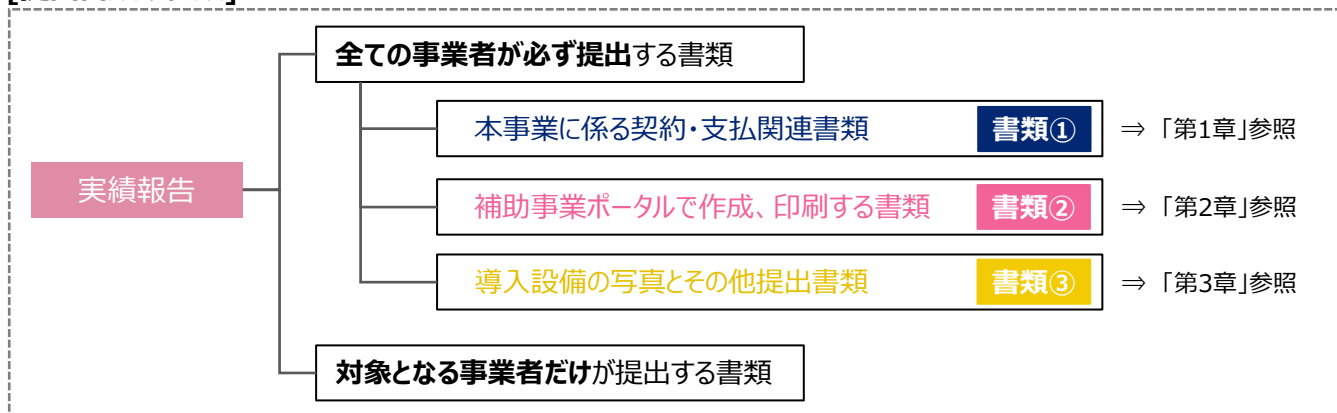 全ての事業者が必ず提出する書類
本事業に係る契約・支払関連書類 書類① ⇒ 「第1章」参照
実績報告
補助事業ポータルで作成、印刷する書類 書類② ⇒ 「第2章」参照
導入設備の写真とその他提出書類 書類③ ⇒ 「第3章」参照
対象となる事業者だけが提出する書類